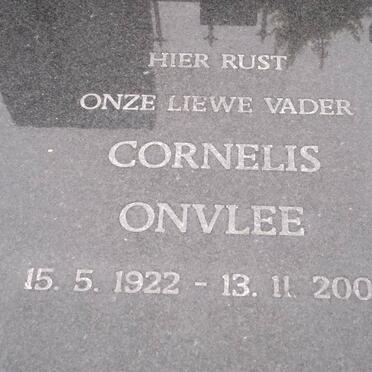 HIER RUST
ONZE LIEWE VADER
CORNELIS
ONVLEE
15. 5. 1922 - 13. 11. 200